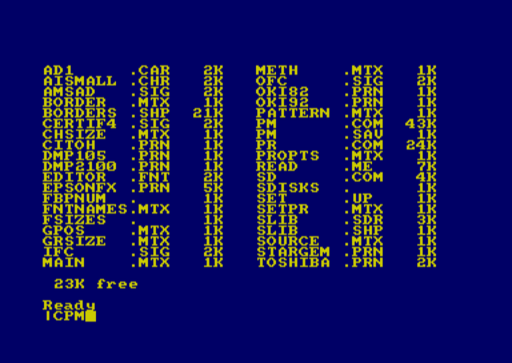 AD1     .CAR   2K   METH    .MTX   1K
AISMALL .CHR   2K   OFC     .SIG   2K
AMSAD   .SIG   2K   OKI82   .PRN   1K
BORDER  .MTX   1K   OKI92   .PRN   1K
BORDERS .SHP  21K   PATTERN .MTX   1K
CERTIF4 .SIG   2K   PM      .COM  43K
CHSIZE  .MTX   1K   PM      .SAV   1K
CITOH   .PRN   1K   PR      .COM  24K
DMP105  .PRN   1K   PROPTS  .MTX   1K
DMP2100 .PRN   1K   READ    .ME    7K
EDITOR  .FNT   2K   SD      .COM   4K
EPSONFX .PRN   5K   SDISKS  .      1K
FBPNUM  .      1K   SET     .UP    1K
FNTNAMES.MTX   1K   SETPR   .MTX   1K
FSIZES  .      1K   SLIB    .SDR   3K
GPOS    .MTX   1K   SLIB    .SHP   1K
GRSIZE  .MTX   1K   SOURCE  .MTX   1K
IFC     .SIG   2K   STARGEM .PRN   1K
MAIN    .MTX   1K   TOSHIBA .PRN   2K
23K free
Ready
|CPM